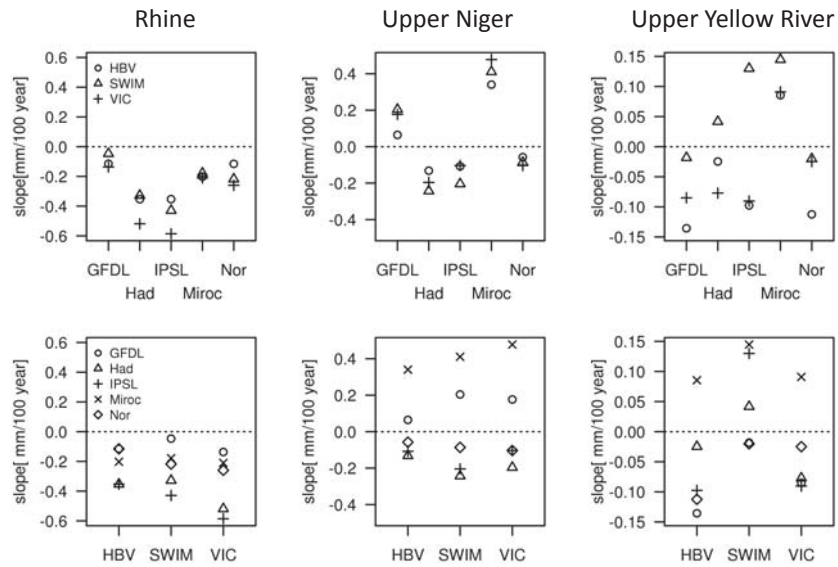 Rhine Upper Niger Upper Yellow River
slope[mm/100 year]
0.6
0.4
0.2
0.0
-0.2
-0.4
-0.6
HBV
SWIM
VIC
GFDL IPSL Nor
Had Miroc
slope[mm/100 year]
0.4
0.2
0.0
-0.2
-0.4
GFDL IPSL Nor
Had Miroc
slope[mm/100 year]
0.15
0.10
0.05
0.00
-0.05
-0.10
-0.15
GFDL IPSL Nor
Had Miroc
slope[ mm/100 year]
0.6
0.4
0.2
0.0
-0.2
-0.4
-0.6
GFDL
Had
IPSL
Miroc
Nor
HBV SWIM VIC
slope[ mm/100 year]
0.4
0.2
0.0
-0.2
-0.4
HBV SWIM VIC
slope[ mm/100 year]
0.15
0.10
0.05
0.00
-0.05
-0.10
-0.15
HBV SWIM VIC